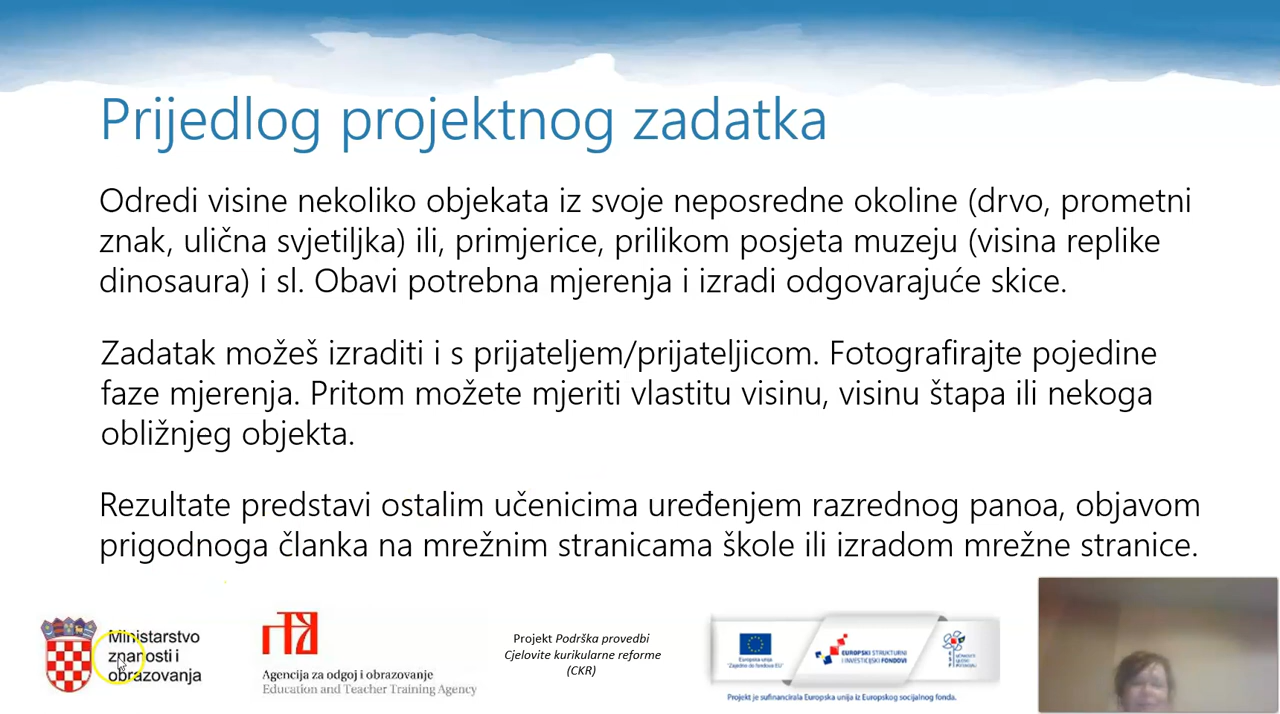 Prijedlog projektnog zadatka
Odredi visine nekoliko objekata iz svoje neposredne okoline (drvo, prometni
znak, ulična svjetiljka) ili, primjerice, prilikom posjeta muzeju (visina replike
dinosaura) i sl. Obavi potrebna mjerenja i izradi odgovarajuće skice.
Zadatak možeš izraditi i s prijateljem/prijateljicom. Fotografirajte pojedine
faze mjerenja. Pritom možete mjeriti vlastitu visinu, visinu štapa ili nekoga
obližnjeg objekta.
Rezultate predstavi ostalim učenicima uređenjem razrednog panoa, objavom
prigodnoga članka na mrežnim stranicama škole ili izradom mrežne stranice.
Ministarstvo
znanosti i
obrazovanja
Agencija za odgoj i obrazovanje
Education and Teacher Training Agency
Projekt Podrška provedbi
Cjelovite kurikularne reforme
(CKR)
Europska unija
"Zajedno do fondova EU"
EUROPSKI STRUKTURNI
I INVESTICIJSKI FONDOVI
Projekt je sufinancirala Europska unija iz Europskog socijalnog fonda.